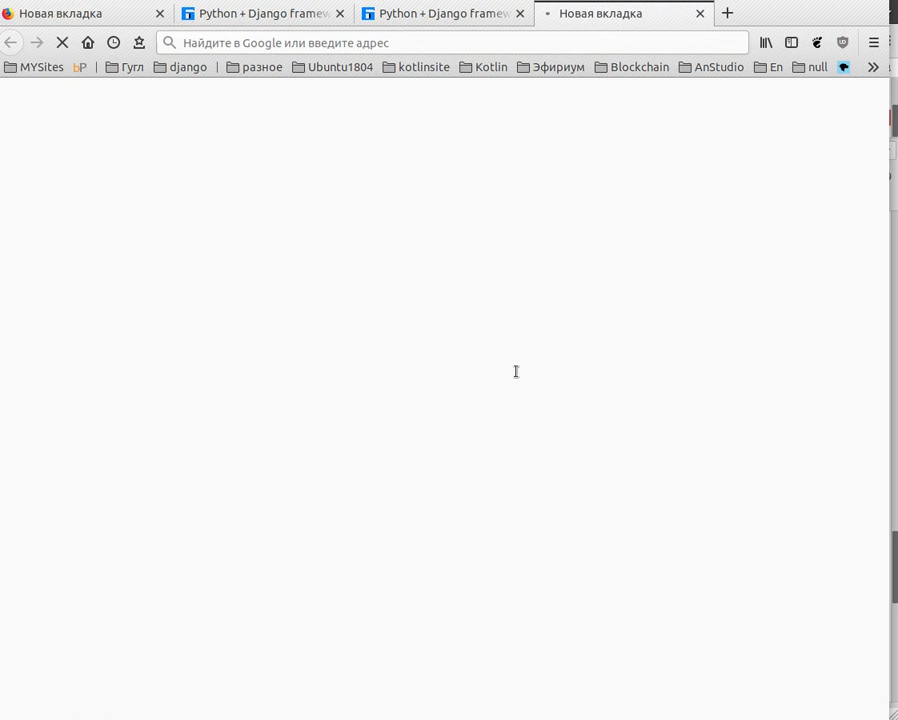 Новая вкладка Python + Django framew Python + Django framew Новая вкладка
Найдите в Google или введите адрес
MYSites bP | Гугл django | разное Ubuntu1804 kotlinsite Kotlin Эфириум Blockchain AnStudio En null